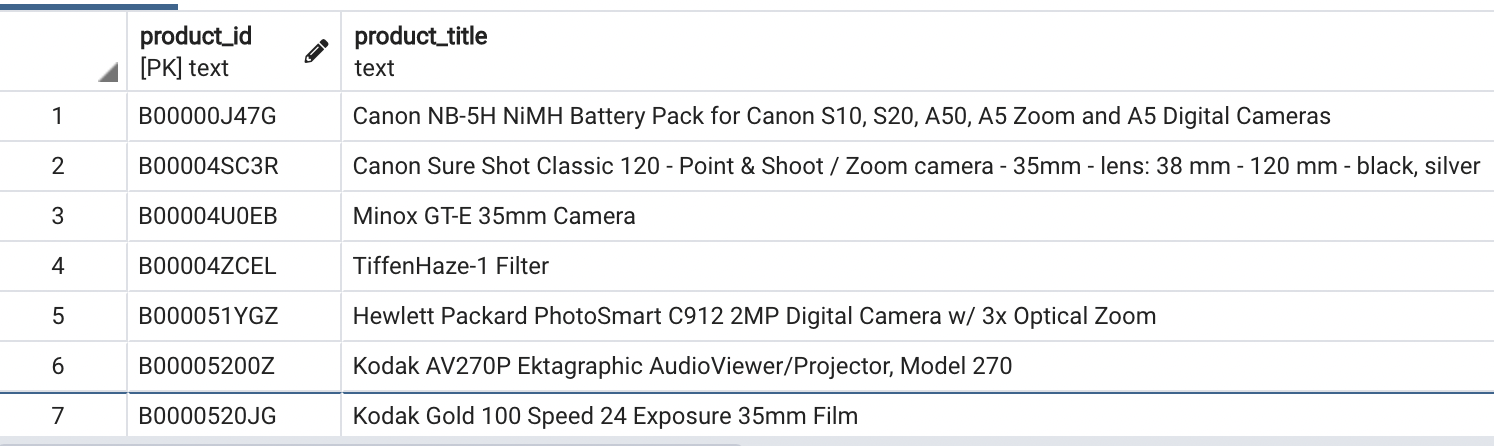 product_id product_title
[PK] text text
1 B00000J47G Canon NB-5H NiMH Battery Pack for Canon S10, S20, A50, A5 Zoom and A5 Digital Cameras
2 B00004SC3R Canon Sure Shot Classic 120 - Point & Shoot / Zoom camera - 35mm - lens: 38 mm - 120 mm - black, silver
3 B00004U0EB Minox GT-E 35mm Camera
4 B00004ZCEL TiffenHaze-1 Filter
5 B000051YGZ Hewlett Packard PhotoSmart C912 2MP Digital Camera w/ 3x Optical Zoom
6 B00005200Z Kodak AV270P Ektagraphic AudioViewer/Projector, Model 270
7 B0000520JG Kodak Gold 100 Speed 24 Exposure 35mm Film